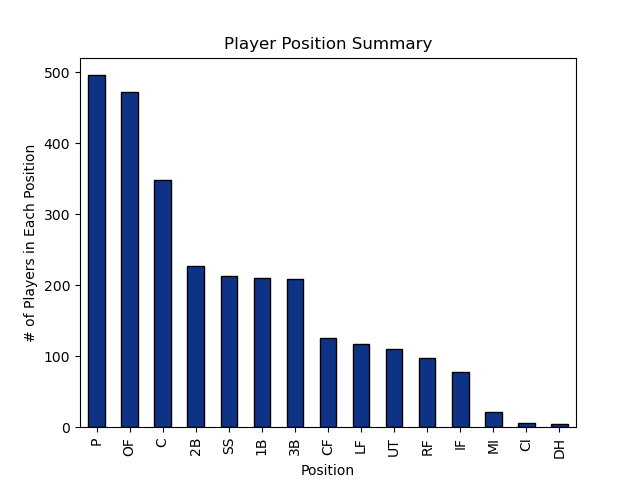 Player Position Summary
# of Players in Each Position
500
400
300
200
100
0
P OF C 2B SS 1B 3B CF LF UT RF IF MI CI DH
Position